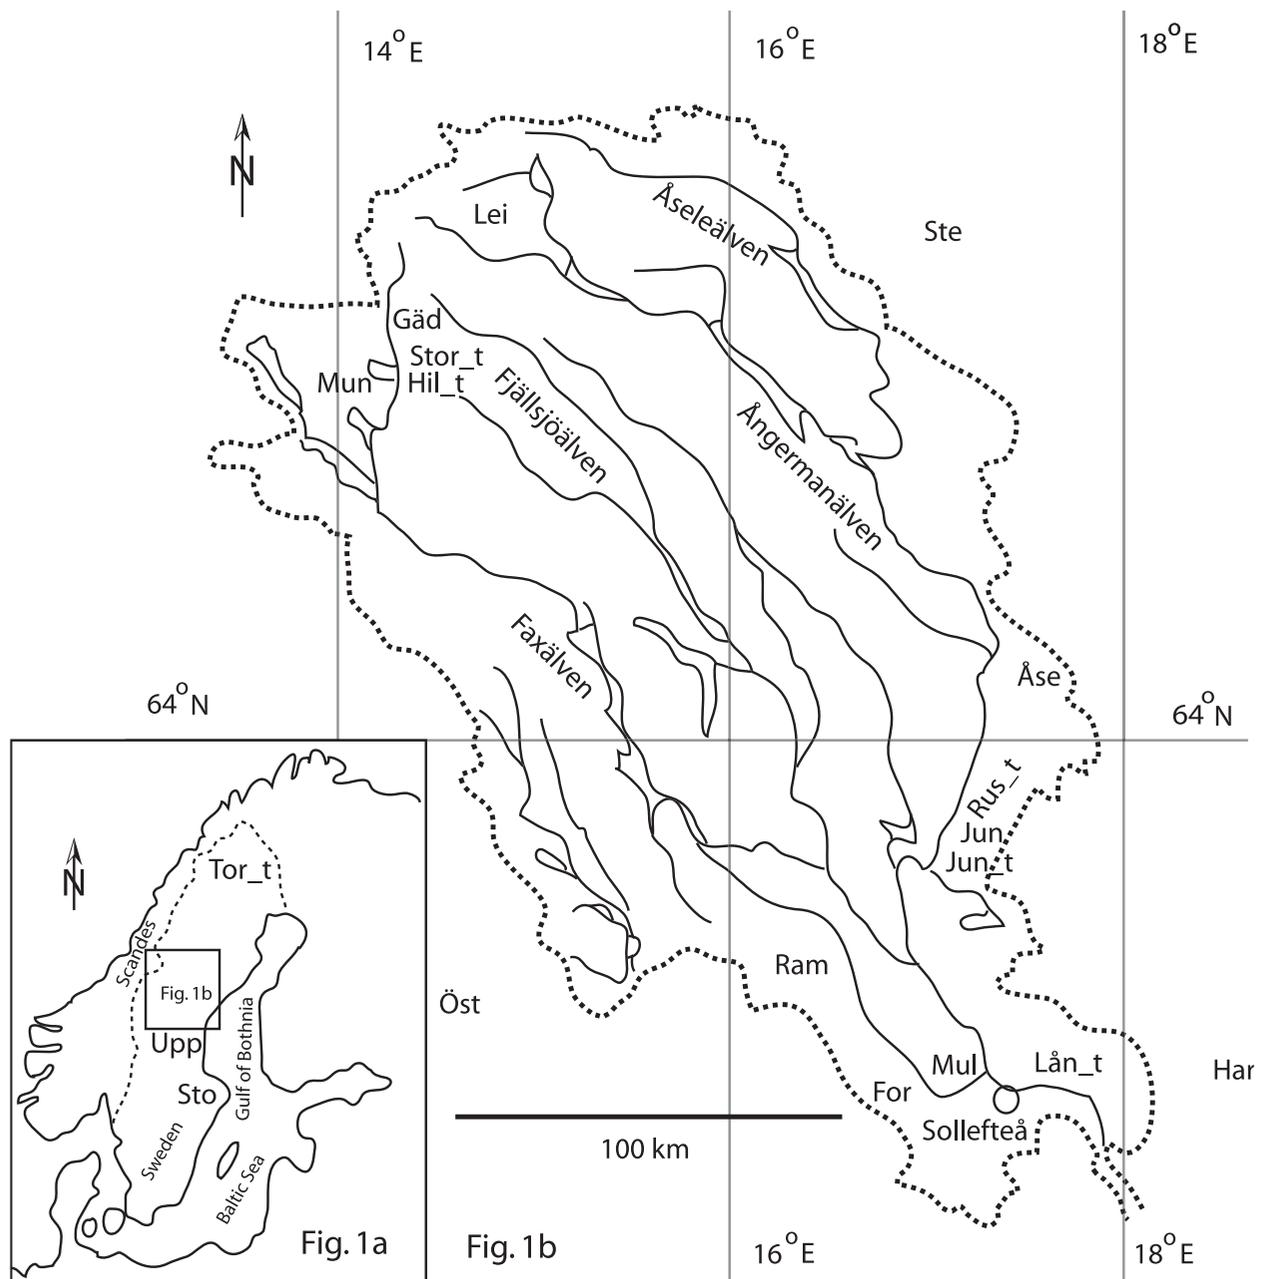 14°E
16°E
18°E
N
Åseleälven
Lei
Ste
Gäd
Stor_t
Mun
Hil_t
Fjällsjöälven
Ångermanälven
Faxälven
Åse
64°N
64°N
Rus_t
Jun
Jun_t
Tor_t
N
Scandes
Fig. 1b
Upp
Gulf of Bothnia
Sto
Sweden
Baltic Sea
Fig. 1a
Öst
Ram
Mul
Lån_t
Har
For
Sollefteå
100 km
Fig. 1b
16°E
18°E